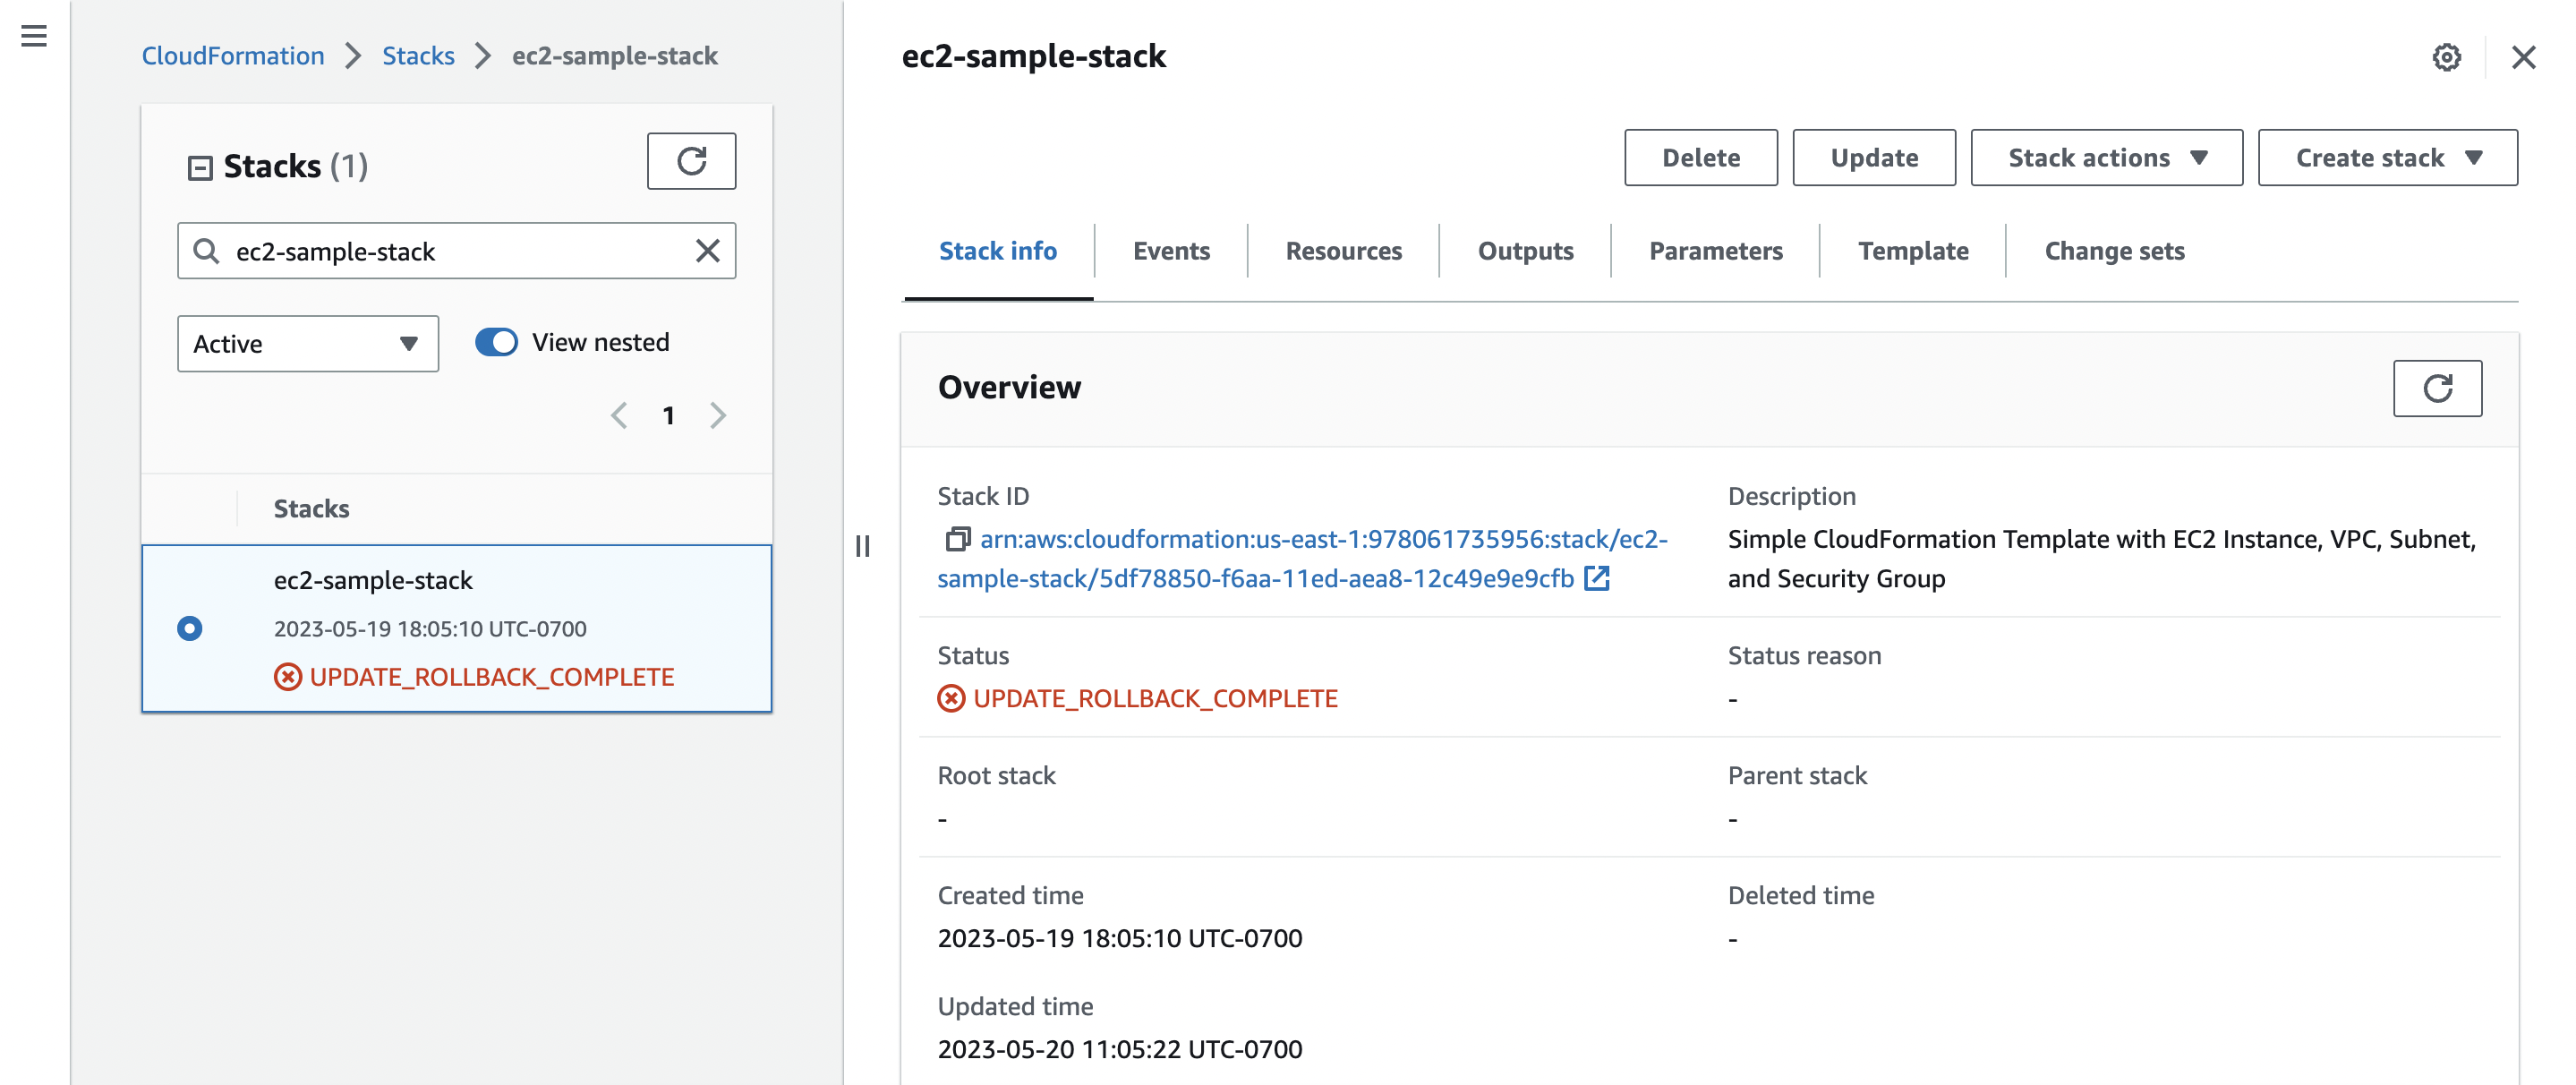 CloudFormation
Stacks
ec2-sample-stack
Stacks (1)
ec2-sample-stack
Active
View nested
1
Stacks
ec2-sample-stack
2023-05-19 18:05:10 UTC-0700
UPDATE_ROLLBACK_COMPLETE
ec2-sample-stack
Delete
Update
Stack actions
Create stack
Stack info
Events
Resources
Outputs
Parameters
Template
Change sets
Overview
Stack ID
arn:aws:cloudformation:us-east-1:978061735956:stack/ec2-
sample-stack/5df78850-f6aa-11ed-aea8-12c49e9e9cfb
Description
Simple CloudFormation Template with EC2 Instance, VPC, Subnet,
and Security Group
Status
UPDATE_ROLLBACK_COMPLETE
Status reason
-
Root stack
-
Parent stack
-
Created time
2023-05-19 18:05:10 UTC-0700
Deleted time
-
Updated time
2023-05-20 11:05:22 UTC-0700